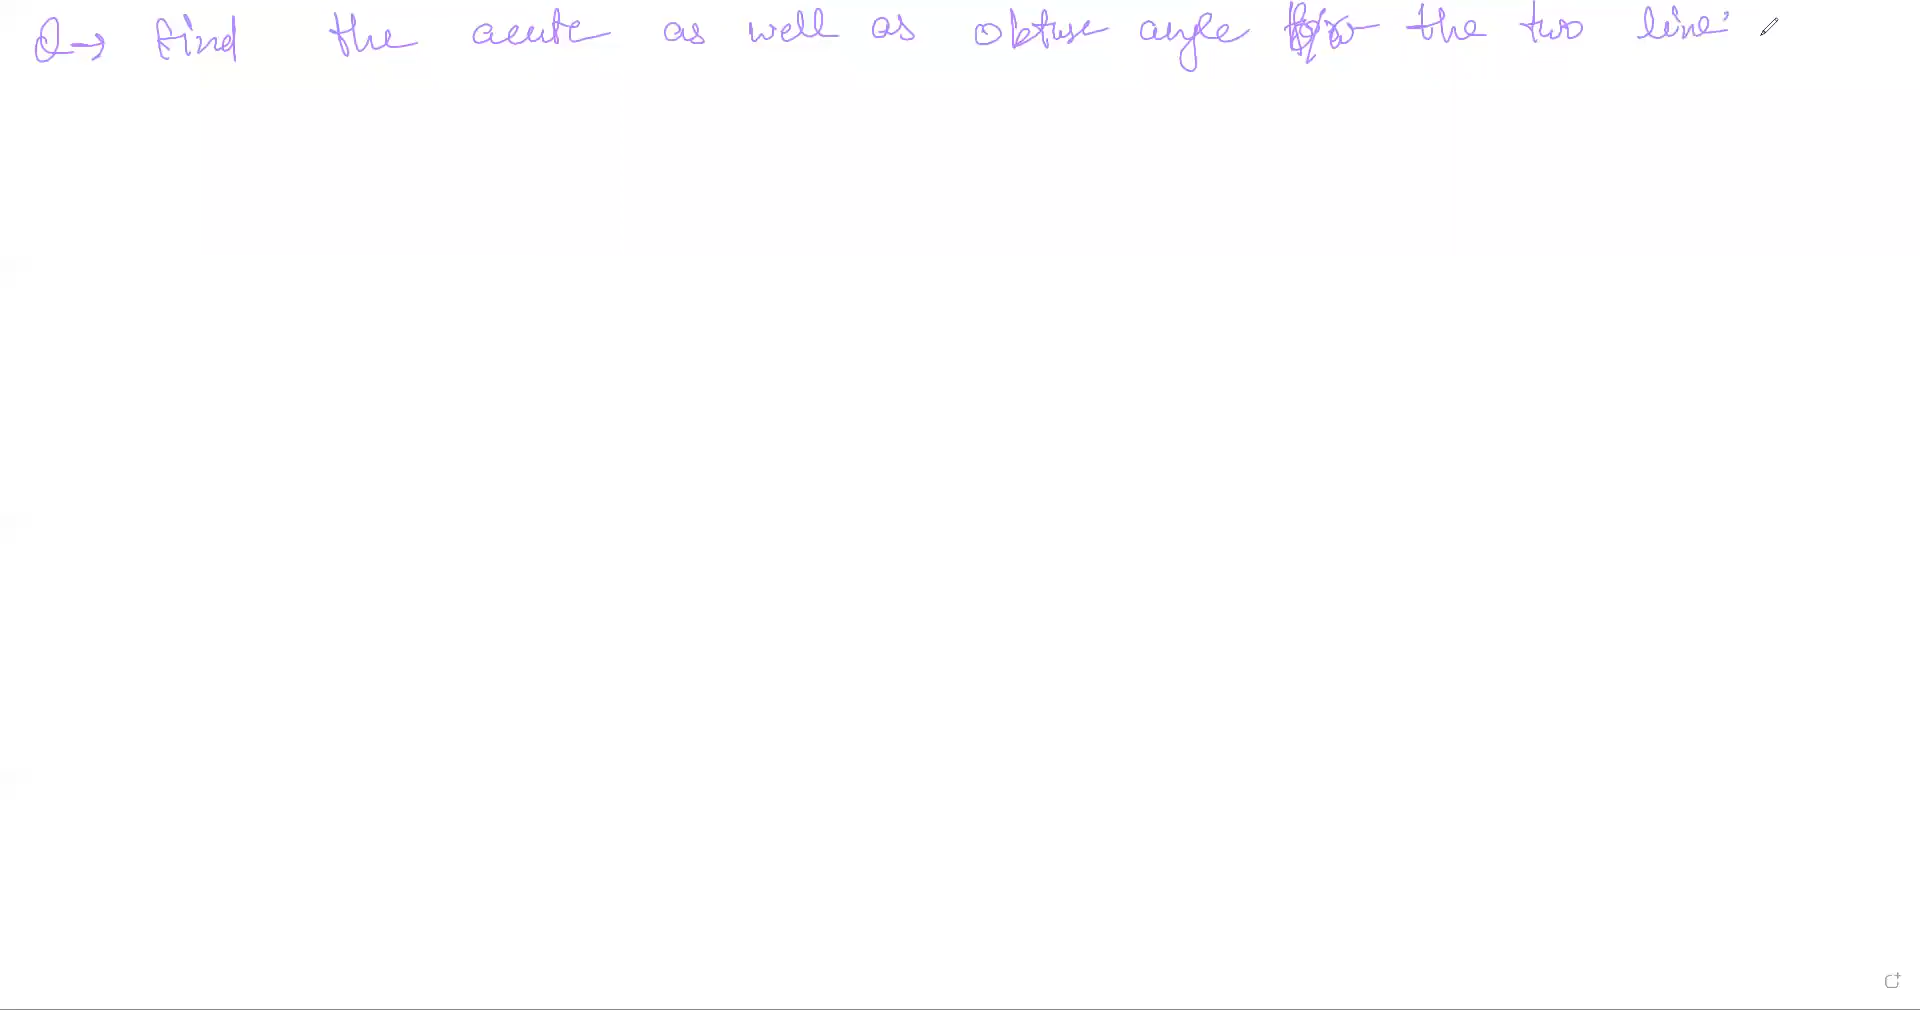 Q→ find the acute as well as obtuse angle for the two line: